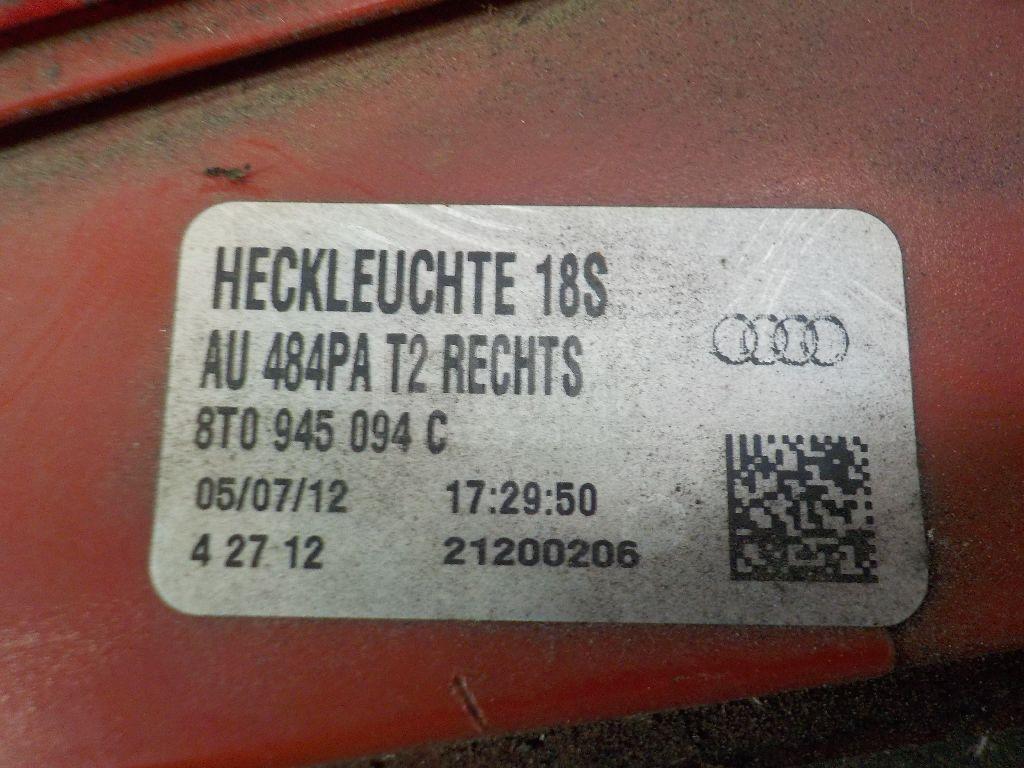 HECKLEUCHTE 18S
AU 484PA T2 RECHTS
8T0 945 094 C
05/07/12 17:29:50
4 27 12 21200206